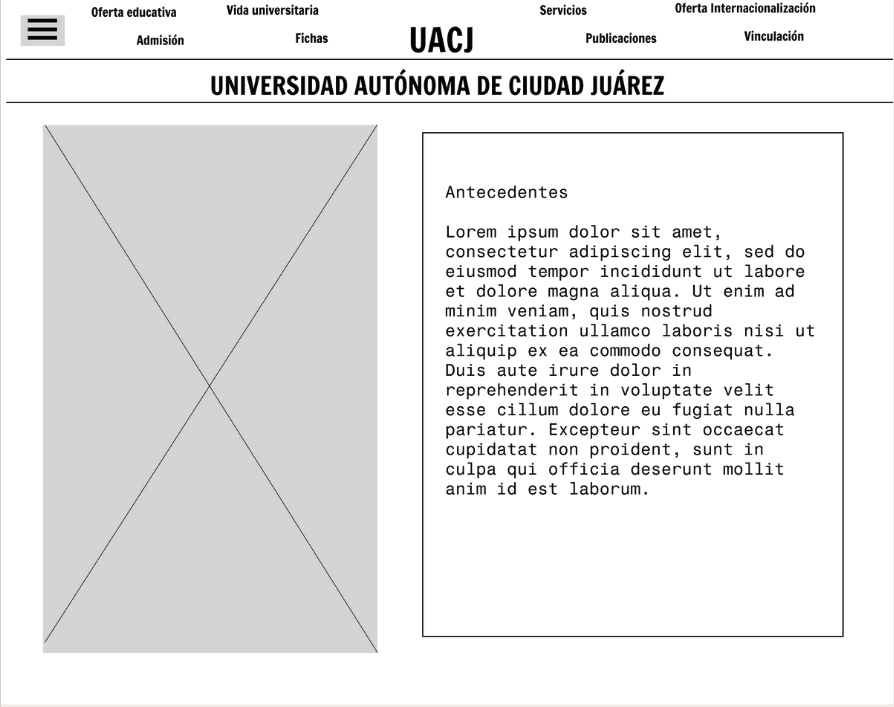 Oferta educativa
Vida universitaria
Servicios
Oferta Internacionalización
Admisión
Fichas
UACJ
Publicaciones
Vinculación
UNIVERSIDAD AUTÓNOMA DE CIUDAD JUÁREZ
Antecedentes
Lorem ipsum dolor sit amet,
consectetur adipiscing elit, sed do
eiusmod tempor incididunt ut labore
et dolore magna aliqua. Ut enim ad
minim veniam, quis nostrud
exercitation ullamco laboris nisi ut
aliquip ex ea commodo consequat.
Duis aute irure dolor in
reprehenderit in voluptate velit
esse cillum dolore eu fugiat nulla
pariatur. Excepteur sint occaecat
cupidatat non proident, sunt in
culpa qui officia deserunt mollit
anim id est laborum.